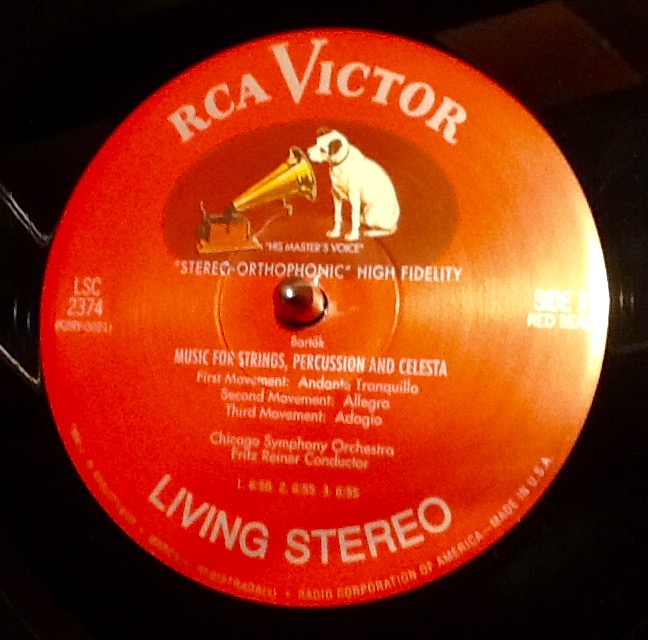 RCA VICTOR
"HIS MASTER'S VOICE"
"STEREO-ORTHOPHONIC" HIGH FIDELITY
LSC
2374
SIDE
RED SEAL
Bartók
MUSIC FOR STRINGS, PERCUSSION AND CELESTA
First Movement: Andante Tranquillo
Second Movement: Allegro
Third Movement: Adagio
Chicago Symphony Orchestra
Fritz Reiner Conductor
LIVING STEREO
RADIO CORPORATION OF AMERICA—MADE IN U.S.A.